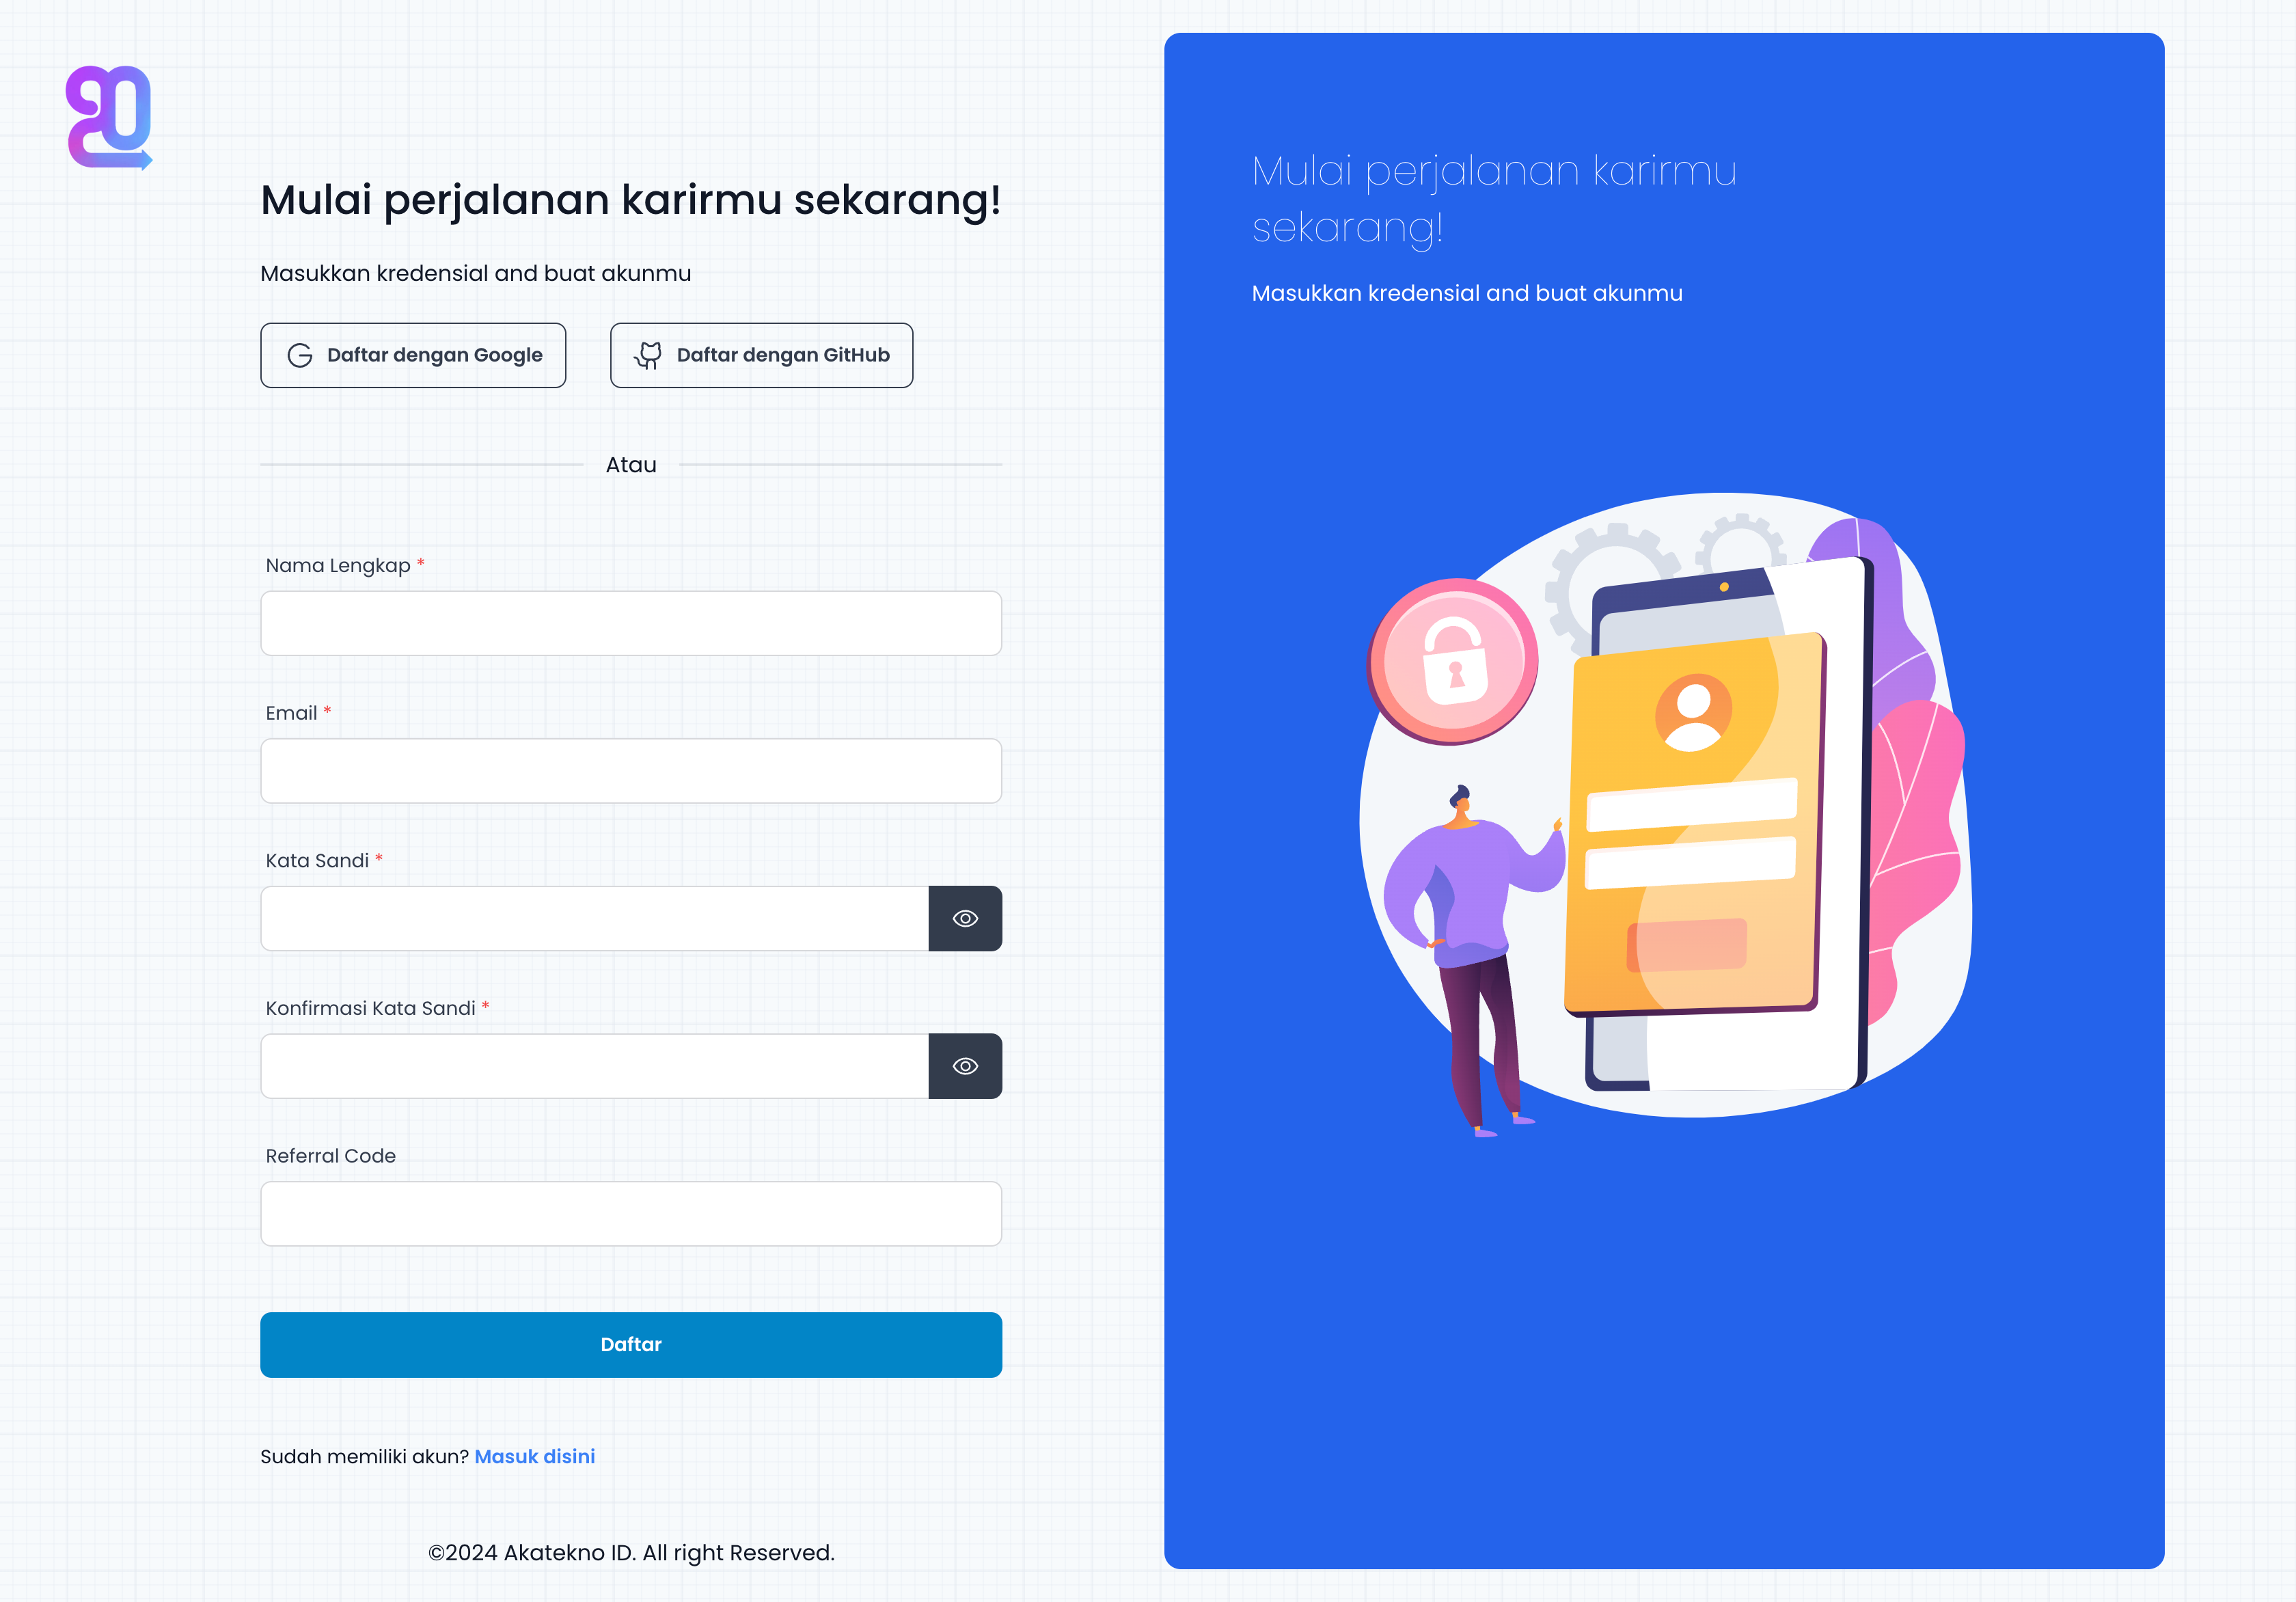 Mulai perjalanan karirmu sekarang!
Masukkan kredensial and buat akunmu
Daftar dengan Google
Daftar dengan GitHub
Atau
Nama Lengkap *
Email *
Kata Sandi *
Konfirmasi Kata Sandi *
Referral Code
Daftar
Sudah memiliki akun? Masuk disini
©2024 Akatekno ID. All right Reserved.
Mulai perjalanan karirmu
sekarang!
Masukkan kredensial and buat akunmu